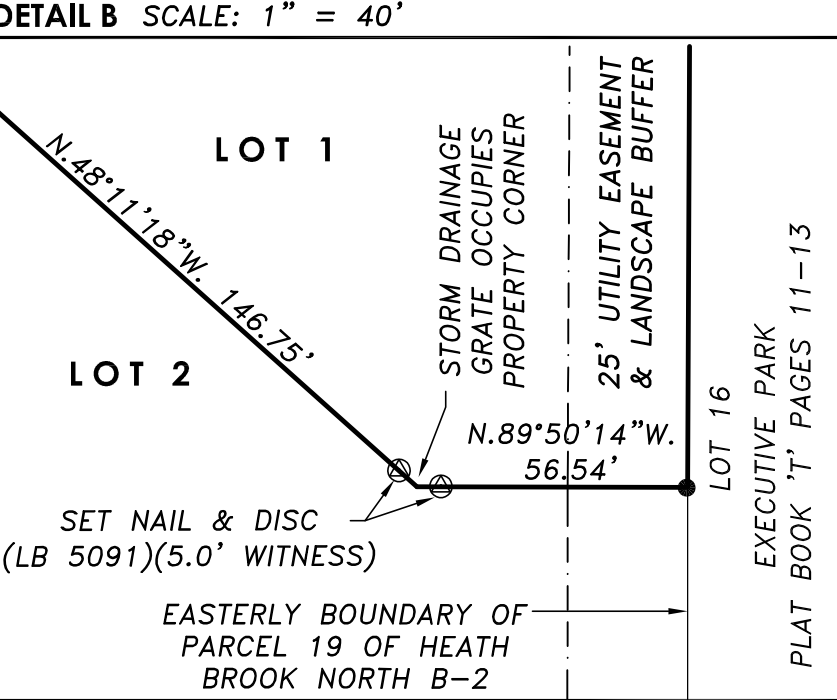 DETAIL B SCALE: 1" = 40'
LOT 1
N.48°11'18"W. 146.75'
LOT 2
STORM DRAINAGE
GRATE OCCUPIES
PROPERTY CORNER
25' UTILITY EASEMENT
& LANDSCAPE BUFFER
N.89°50'14"W.
56.54'
LOT 16
EXECUTIVE PARK
PLAT BOOK 'T' PAGES 11-13
SET NAIL & DISC
(LB 5091)(5.0' WITNESS)
EASTERLY BOUNDARY OF
PARCEL 19 OF HEATH
BROOK NORTH B-2